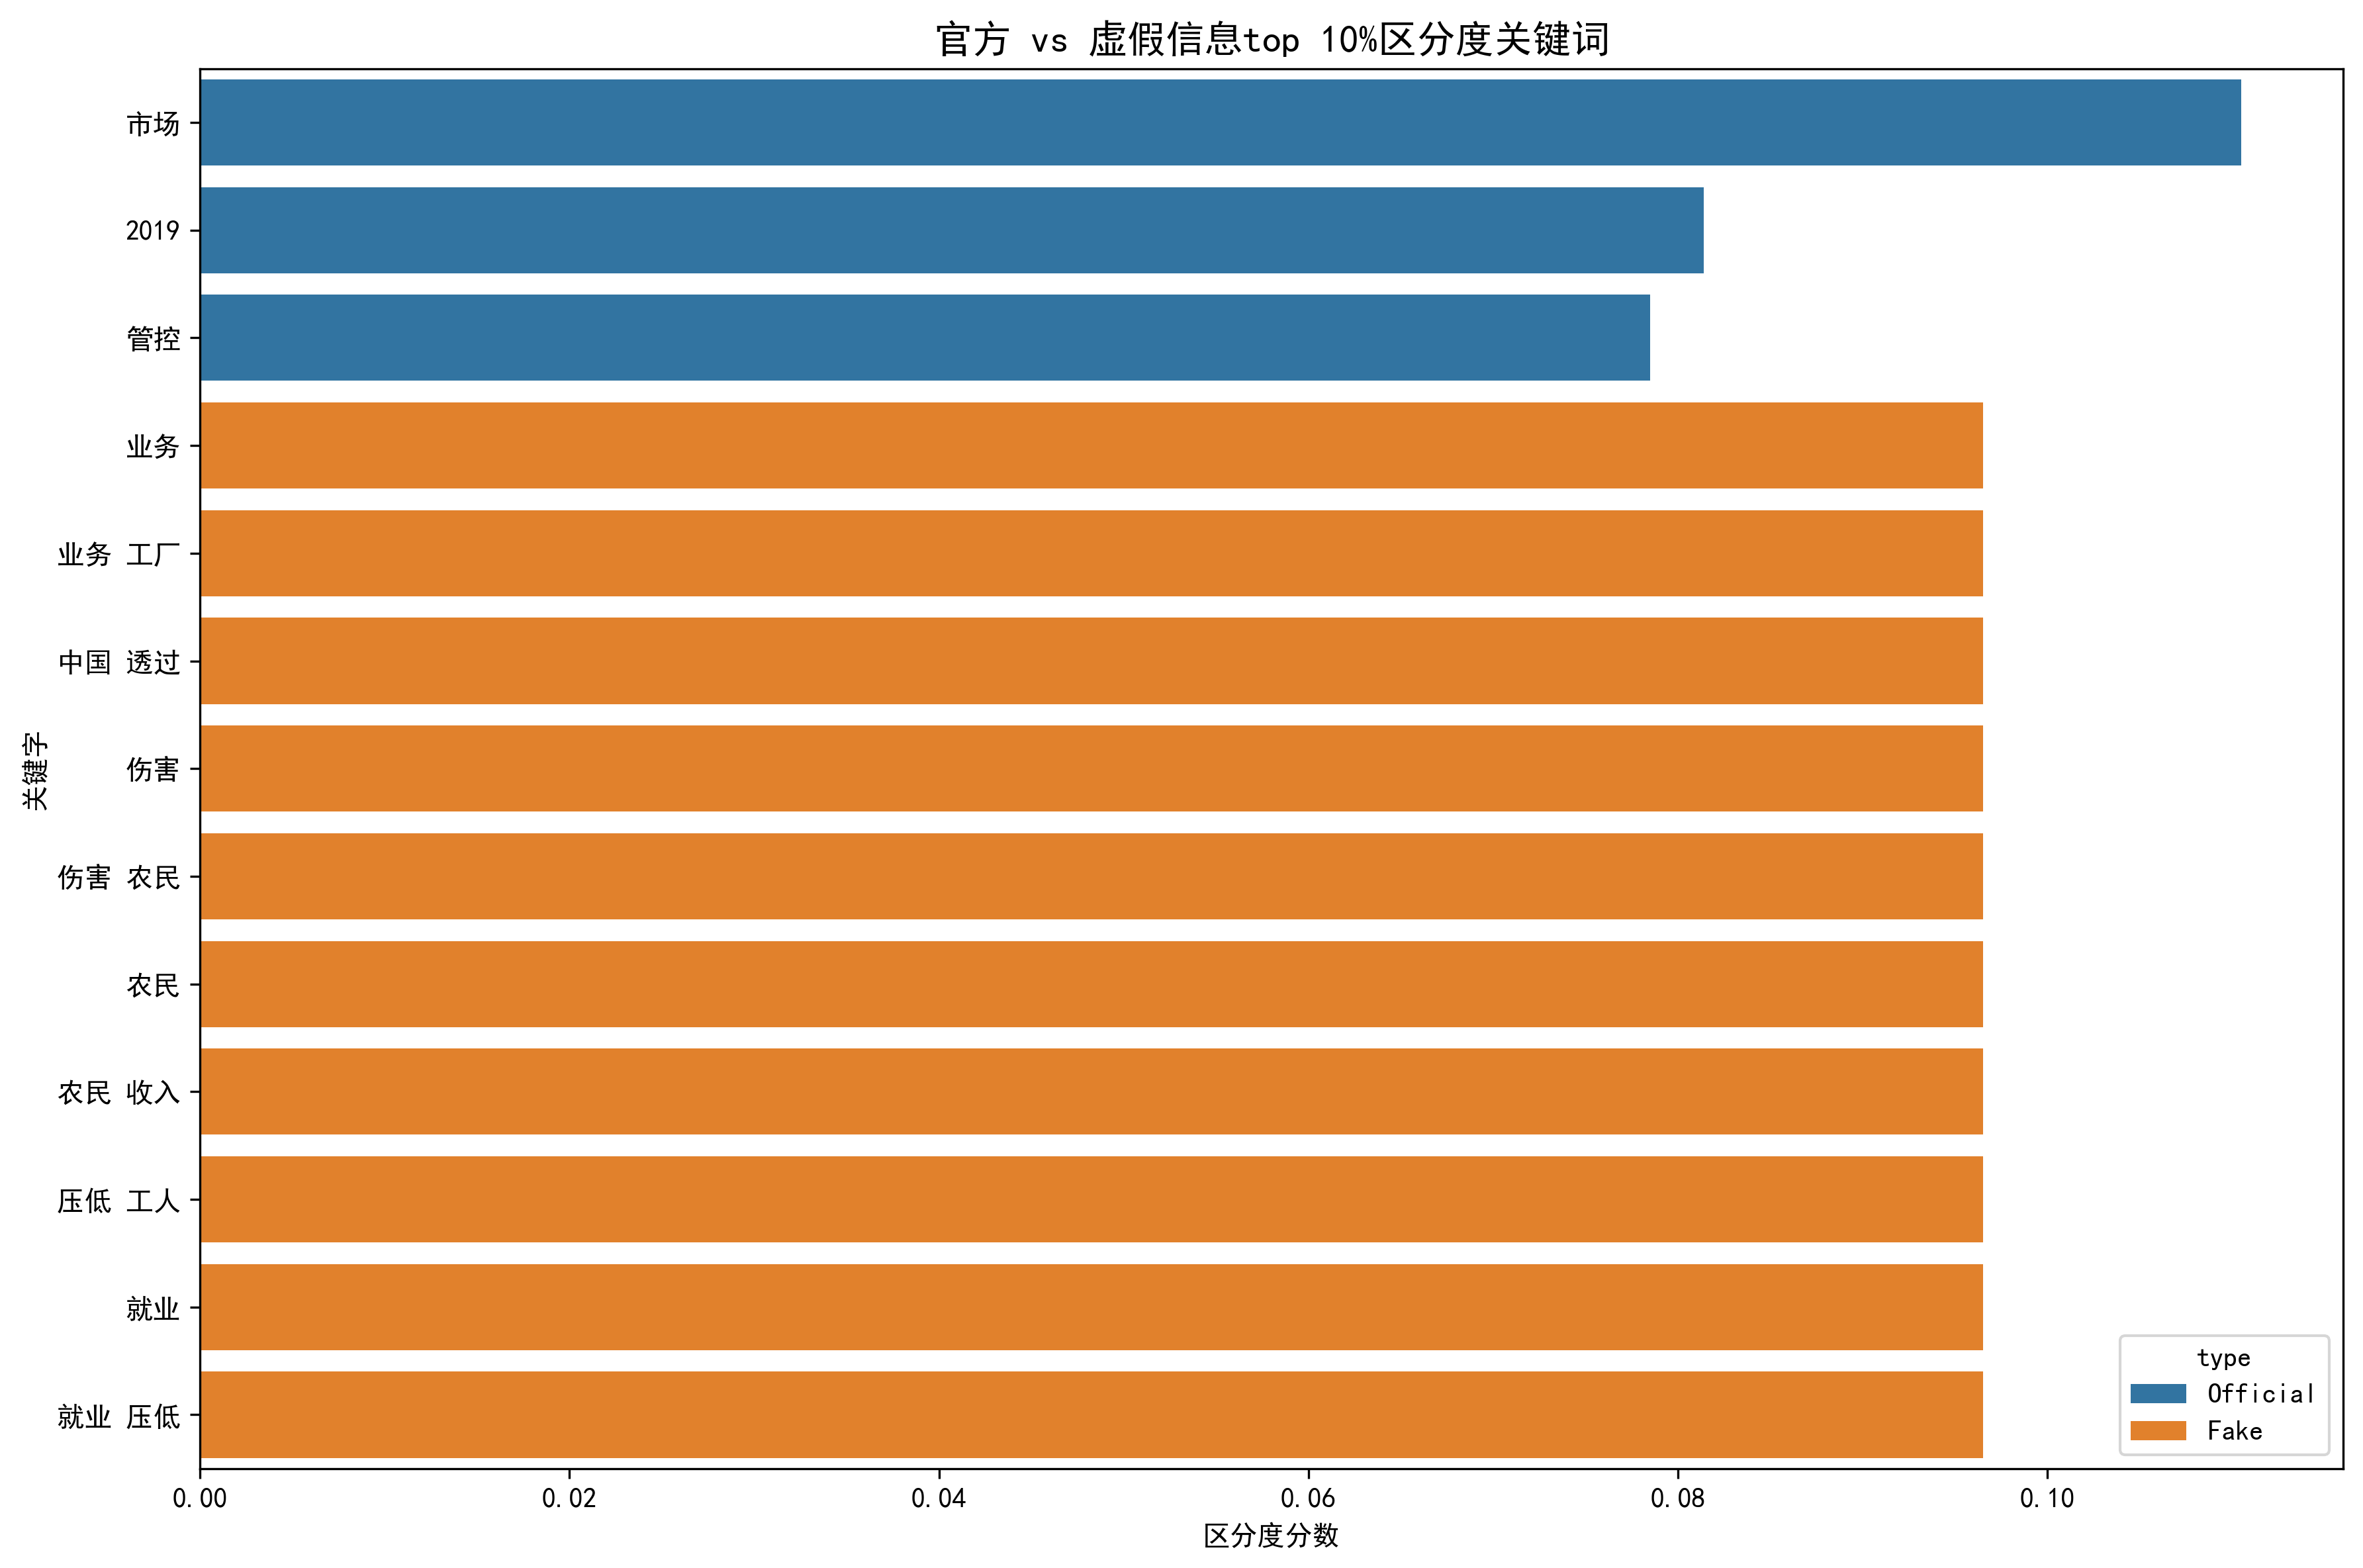 官方 vs 虚假信息top 10%区分度关键词
市场
2019
管控
业务
业务 工厂
中国 透过
伤害
伤害 农民
农民
农民 收入
压低 工人
就业
就业 压低
关键字
0.00 0.02 0.04 0.06 0.08 0.10
区分度分数
type
Official
Fake